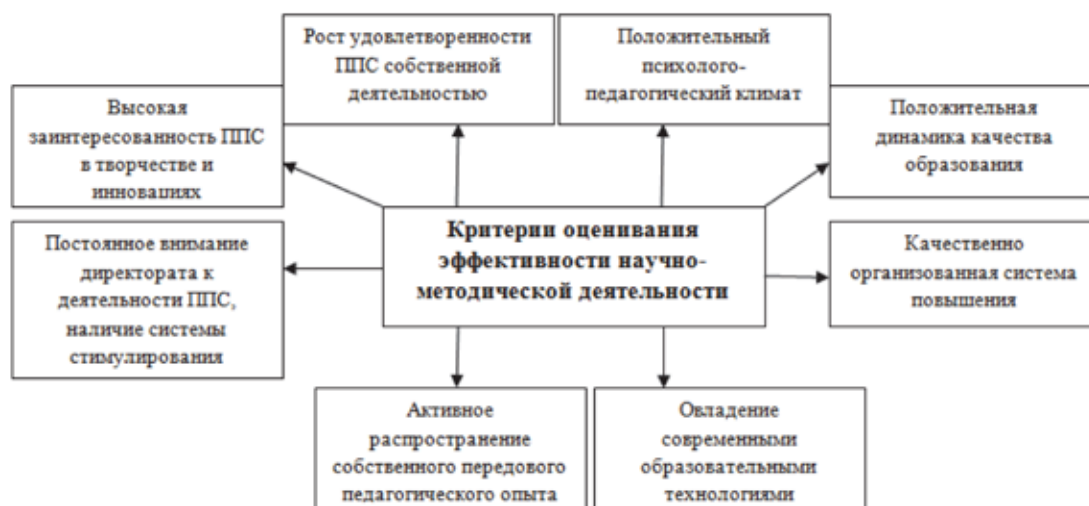 Рост удовлетворенности
ППС собственной
деятельностью
Положительный
психолого-
педагогический климат
Высокая
заинтересованность ППС
в творчестве и
инновациях
Положительная
динамика качества
образования
Критерии оценивания
эффективности научно-
методической деятельности
Постоянное внимание
директората к
деятельности ППС,
наличие системы
стимулирования
Качественно
организованная система
повышения
Активное
распространение
собственного передового
педагогического опыта
Овладение
современными
образовательными
технологиями